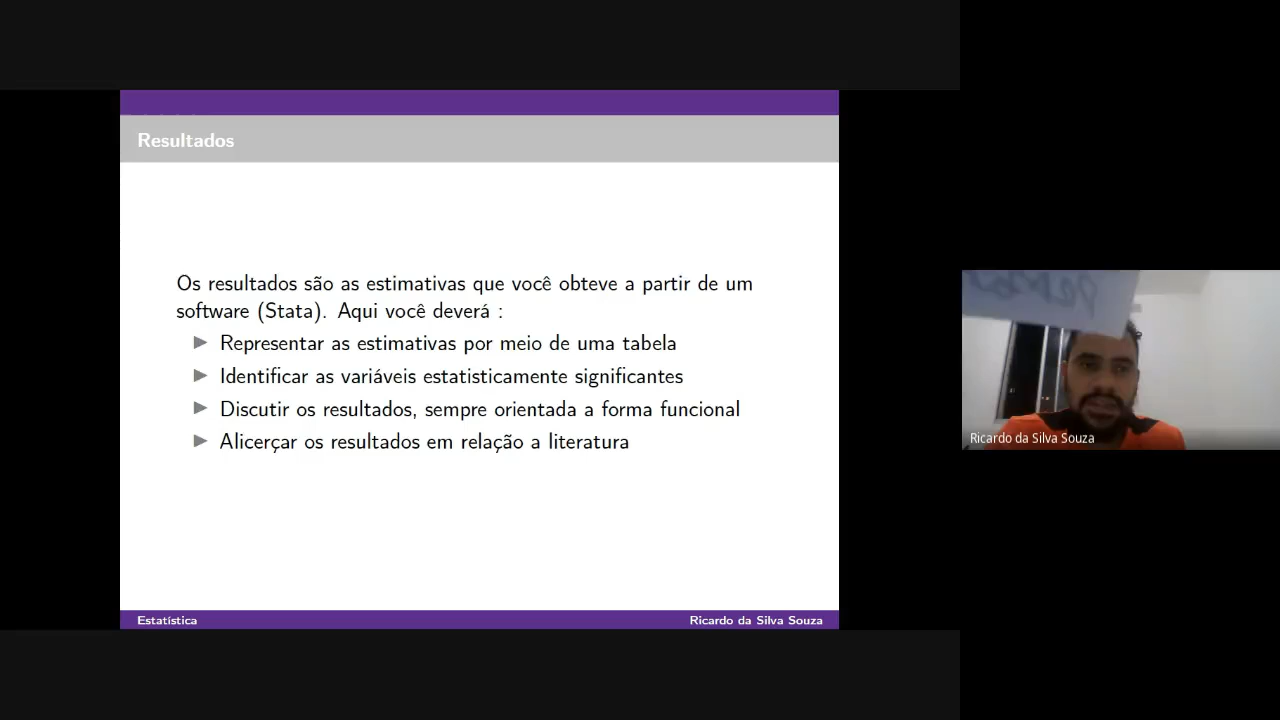 Resultados
Os resultados são as estimativas que você obteve a partir de um
software (Stata). Aqui você deverá :
Representar as estimativas por meio de uma tabela
Identificar as variáveis estatisticamente significantes
Discutir os resultados, sempre orientada a forma funcional
Alicerçar os resultados em relação a literatura
Estatística
Ricardo da Silva Souza
Ricardo da Silva Souza